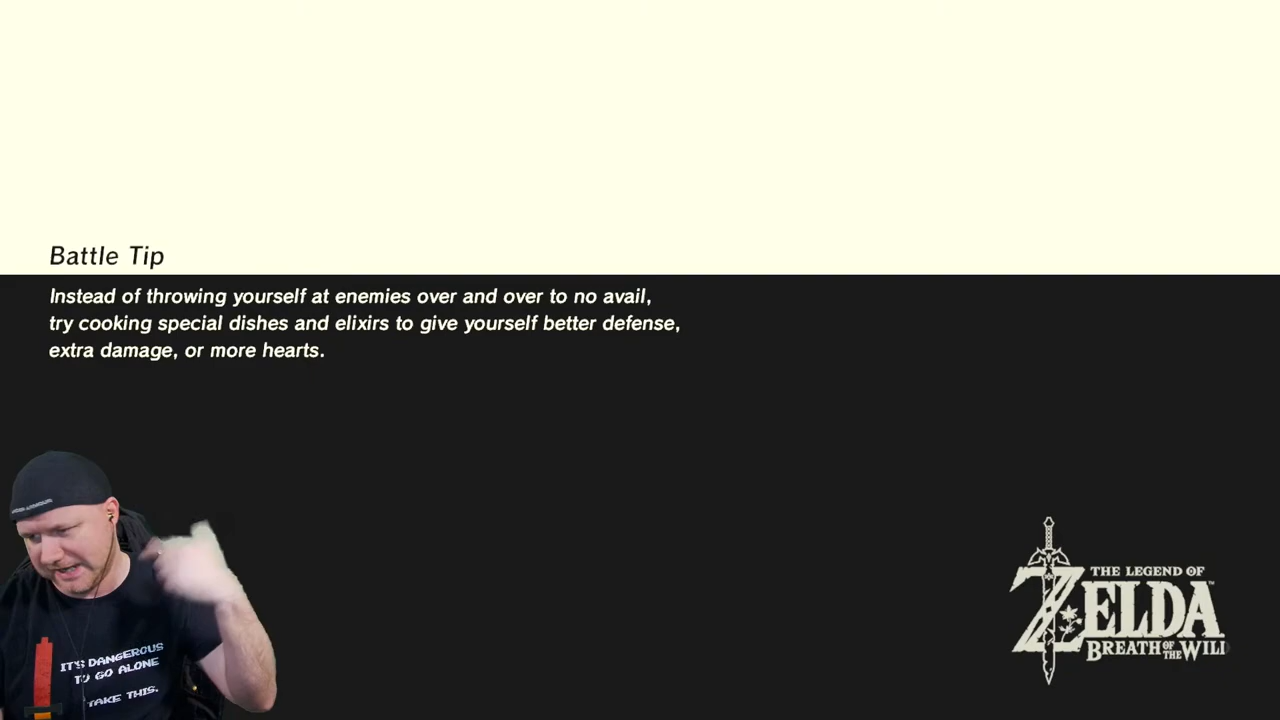 Battle Tip
Instead of throwing yourself at enemies over and over to no avail,
try cooking special dishes and elixirs to give yourself better defense,
extra damage, or more hearts.
IT'S DANGEROUS
TO GO ALONE
TAKE THIS.
THE LEGEND OF
ZELDA
BREATH OF THE WILD